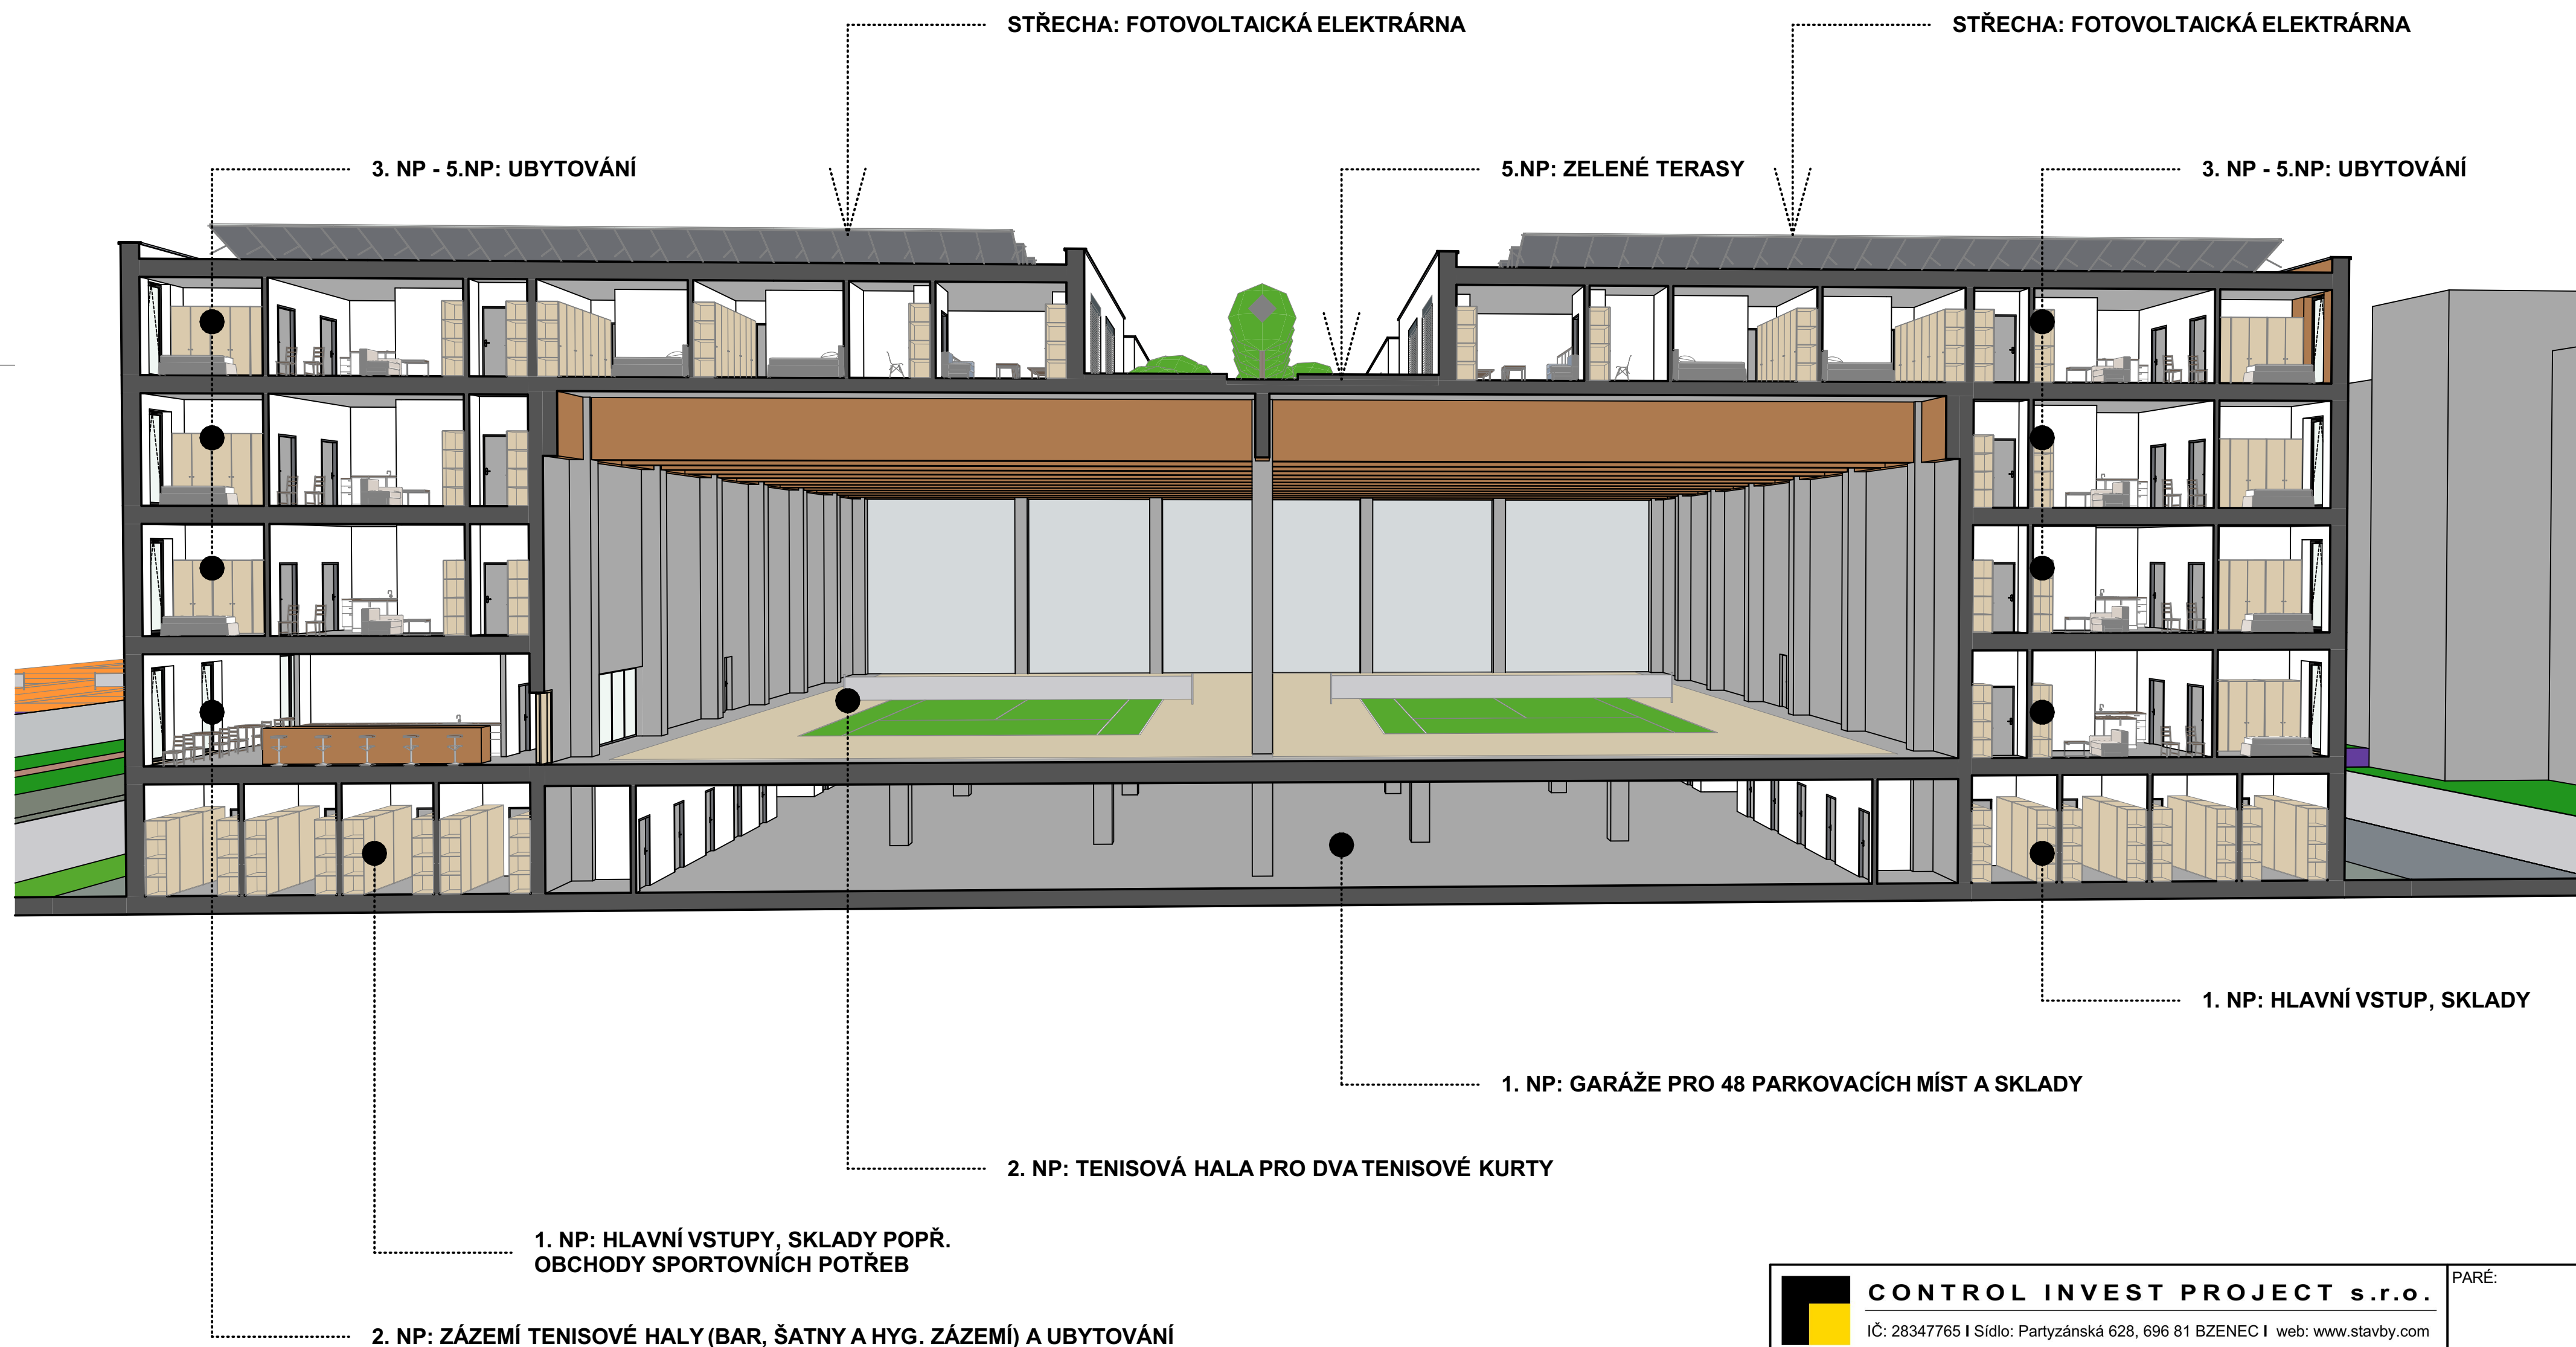 STŘECHA: FOTOVOLTAICKÁ ELEKTRÁRNA
STŘECHA: FOTOVOLTAICKÁ ELEKTRÁRNA
3. NP - 5.NP: UBYTOVÁNÍ
5.NP: ZELENÉ TERASY
3. NP - 5.NP: UBYTOVÁNÍ
1. NP: HLAVNÍ VSTUP, SKLADY
1. NP: GARÁŽE PRO 48 PARKOVACÍCH MÍST A SKLADY
2. NP: TENISOVÁ HALA PRO DVA TENISOVÉ KURTY
1. NP: HLAVNÍ VSTUPY, SKLADY POPŘ.
OBCHODY SPORTOVNÍCH POTŘEB
2. NP: ZÁZEMÍ TENISOVÉ HALY (BAR, ŠATNY A HYG. ZÁZEMÍ) A UBYTOVÁNÍ
CONTROL INVEST PROJECT s.r.o.
IČ: 28347765 I Sídlo: Partyzánská 628, 696 81 BZENEC I web: www.stavby.com
PARÉ: